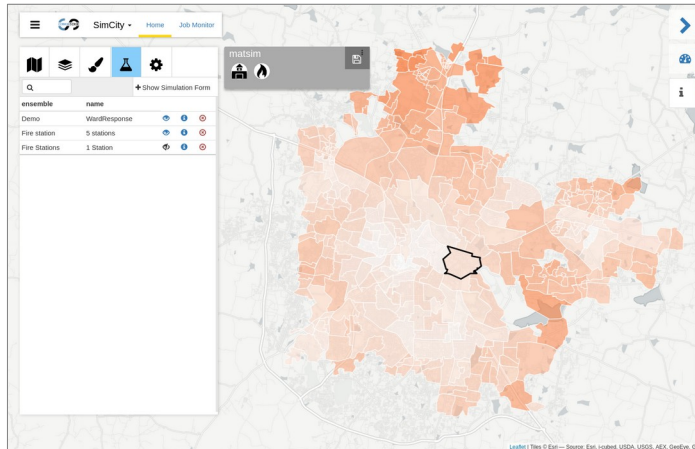 SimCity
Home
Job Monitor
matsim
+ Show Simulation Form
ensemble name
Demo WardResponse
Fire station 5 stations
Fire Stations 1 Station
Leaflet | Tiles © Esri — Source: Esri, i-cubed, USDA, USGS, AEX, GeoEye, G